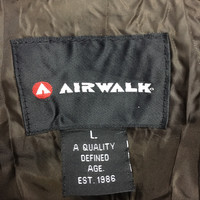 AIRWALK
L
A QUALITY
DEFINED
AGE.
EST. 1986